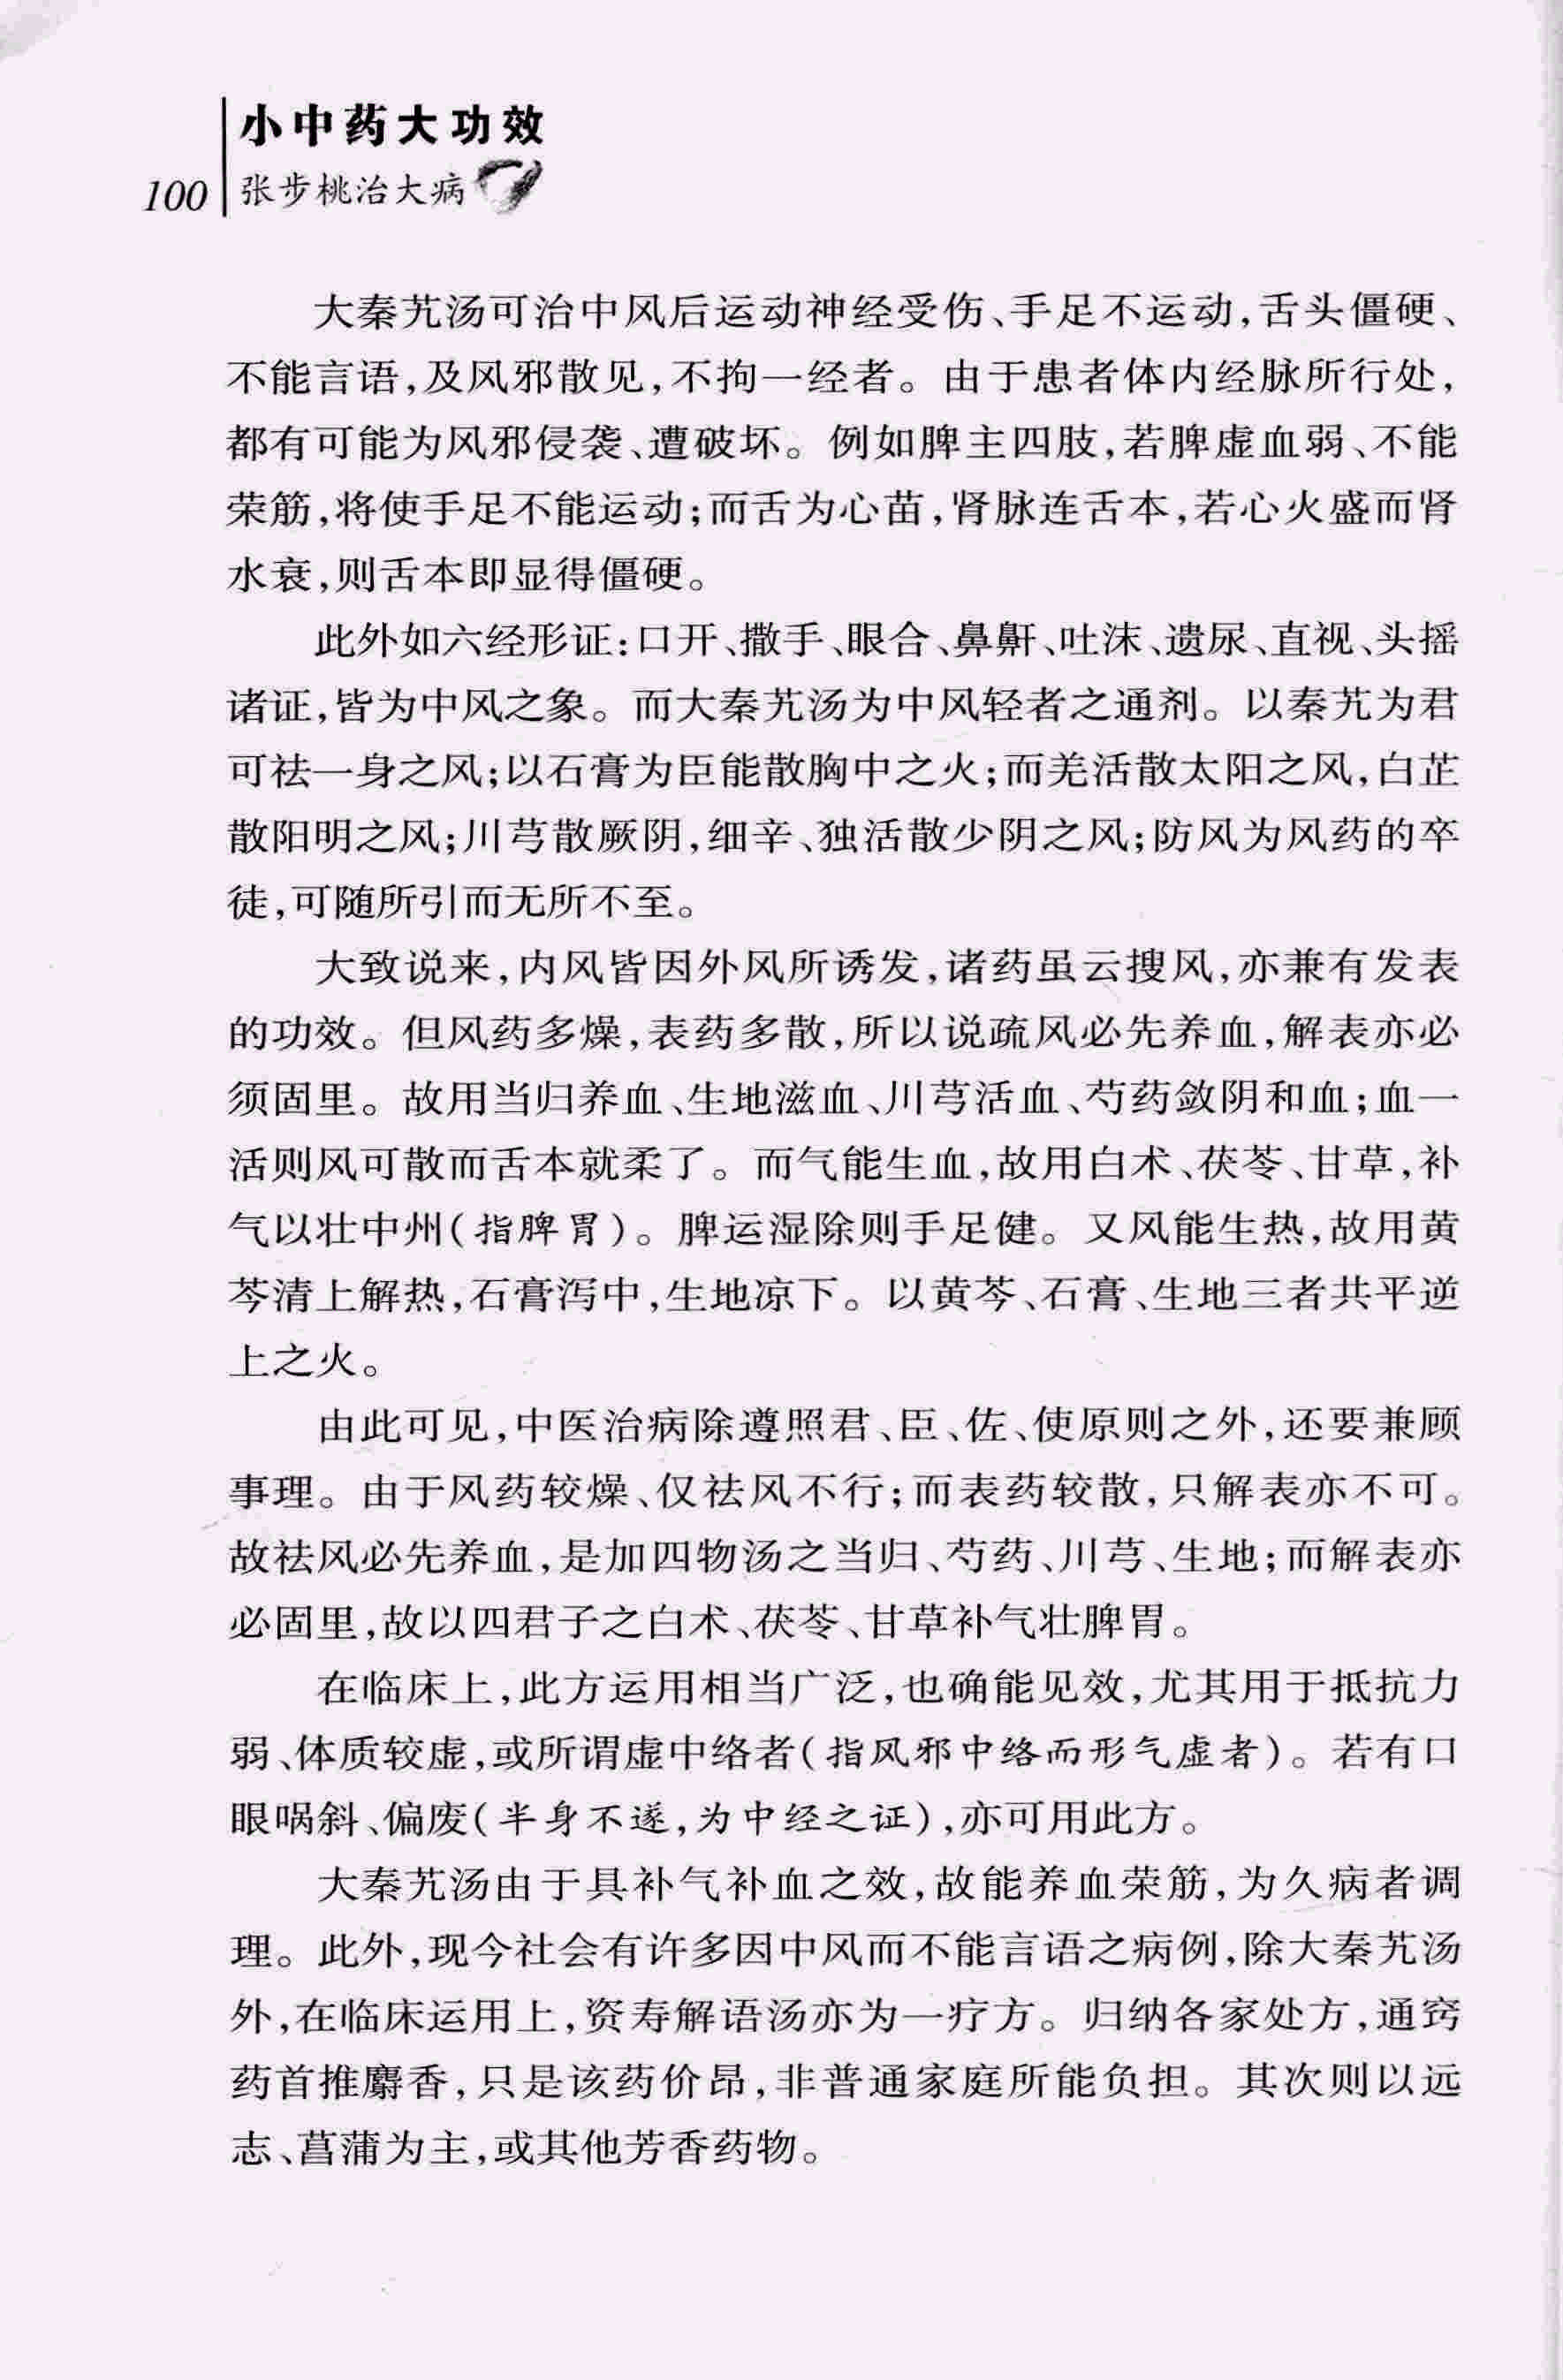 小中药大功效
100 张步桃治大病
大秦艽汤可治中风后运动神经受伤、手足不运动,舌头僵硬、
不能言语,及风邪散见,不拘一经者。由于患者体内经脉所行处,
都有可能为风邪侵袭、遭破坏。例如脾主四肢,若脾虚血弱、不能
荣筋,将使手足不能运动;而舌为心苗,肾脉连舌本,若心火盛而肾
水衰,则舌本即显得僵硬。
此外如六经形证:口开、撒手、眼合、鼻鼾、吐沫、遗尿、直视、头摇
诸证,皆为中风之象。而大秦艽汤为中风轻者之通剂。以秦艽为君
可祛一身之风;以石膏为臣能散胸中之火;而羌活散太阳之风,白芷
散阳明之风;川芎散厥阴,细辛、独活散少阴之风;防风为风药的卒
徒,可随所引而无所不至。
大致说来,内风皆因外风所诱发,诸药虽云搜风,亦兼有发表
的功效。但风药多燥,表药多散,所以说疏风必先养血,解表亦必
须固里。故用当归养血、生地滋血、川芎活血、芍药敛阴和血;血一
活则风可散而舌本就柔了。而气能生血,故用白术、茯苓、甘草,补
气以壮中州(指脾胃)。脾运湿除则手足健。又风能生热,故用黄
芩清上解热,石膏泻中,生地凉下。以黄芩、石膏、生地三者共平逆
上之火。
由此可见,中医治病除遵照君、臣、佐、使原则之外,还要兼顾
事理。由于风药较燥、仅祛风不行;而表药较散,只解表亦不可。
故祛风必先养血,是加四物汤之当归、芍药、川芎、生地;而解表亦
必固里,故以四君子之白术、茯苓、甘草补气壮脾胃。
在临床上,此方运用相当广泛,也确能见效,尤其用于抵抗力
弱、体质较虚,或所谓虚中络者(指风邪中络而形气虚者)。若有口
眼㖞斜、偏废(半身不遂,为中经之证),亦可用此方。
大秦艽汤由于具补气补血之效,故能养血荣筋,为久病者调
理。此外,现今社会有许多因中风而不能言语之病例,除大秦艽汤
外,在临床运用上,资寿解语汤亦为一疗方。归纳各家处方,通窍
药首推麝香,只是该药价昂,非普通家庭所能负担。其次则以远
志、菖蒲为主,或其他芳香药物。